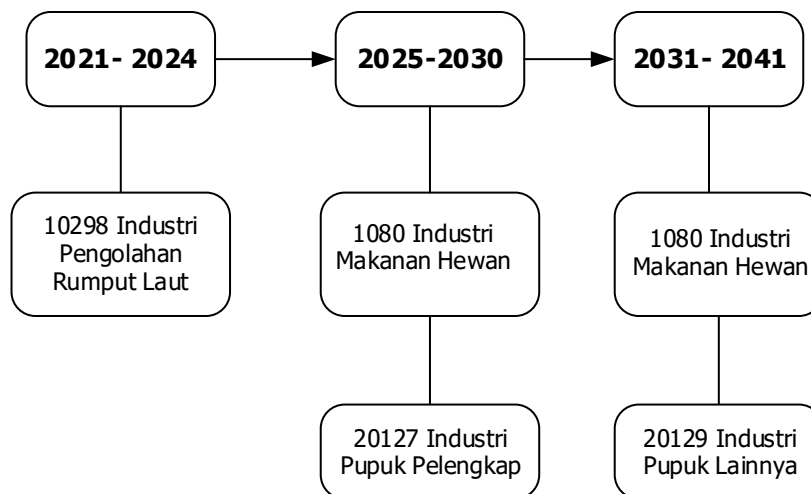 2021- 2024
2025-2030
2031- 2041
10298 Industri
Pengolahan
Rumput Laut
1080 Industri
Makanan Hewan
1080 Industri
Makanan Hewan
20127 Industri
Pupuk Pelengkap
20129 Industri
Pupuk Lainnya